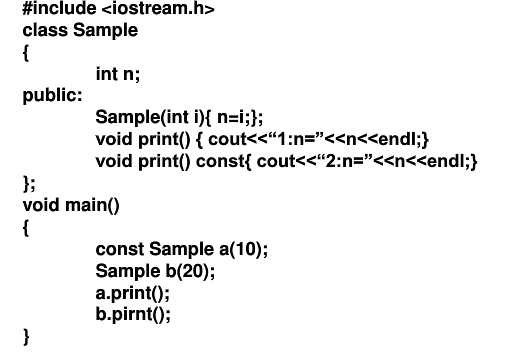 #include <iostream.h>
class Sample
{
int n;
public:
Sample(int i){ n=i;};
void print() { cout<<“1:n=”<<n<<endl;}
void print() const{ cout<<“2:n=”<<n<<endl;}
};
void main()
{
const Sample a(10);
Sample b(20);
a.print();
b.pirnt();
}